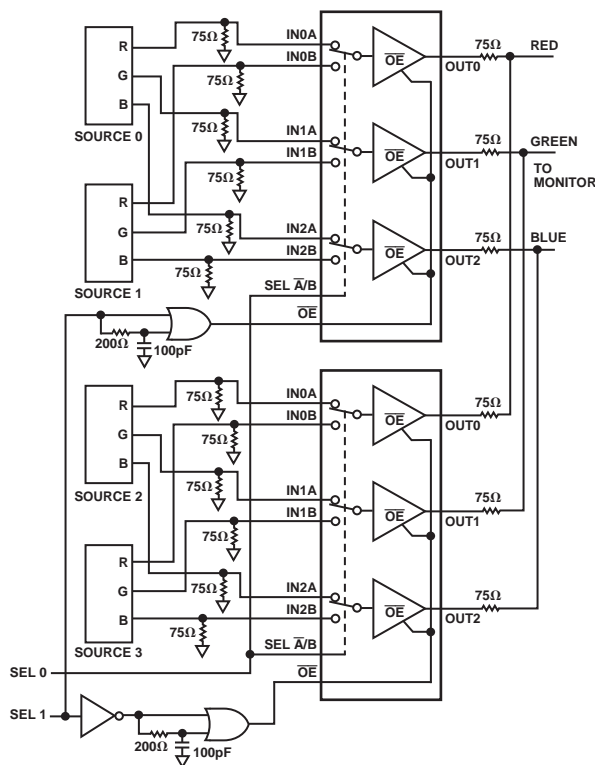 R
G
B
SOURCE 0
75Ω
75Ω
IN0A
IN0B
OE
OUT0
75Ω
RED
75Ω
75Ω
IN1A
IN1B
OE
OUT1
75Ω
GREEN
TO
MONITOR
R
G
B
SOURCE 1
75Ω
75Ω
IN2A
IN2B
OE
OUT2
75Ω
BLUE
SEL A̅/B
O̅E̅
200Ω
100pF
R
G
B
SOURCE 2
75Ω
75Ω
IN0A
IN0B
O̅E̅
OUT0
75Ω
75Ω
75Ω
IN1A
IN1B
O̅E̅
OUT1
75Ω
R
G
B
SOURCE 3
75Ω
75Ω
IN2A
IN2B
O̅E̅
OUT2
75Ω
SEL 0
SEL A̅/B
O̅E̅
SEL 1
200Ω
100pF